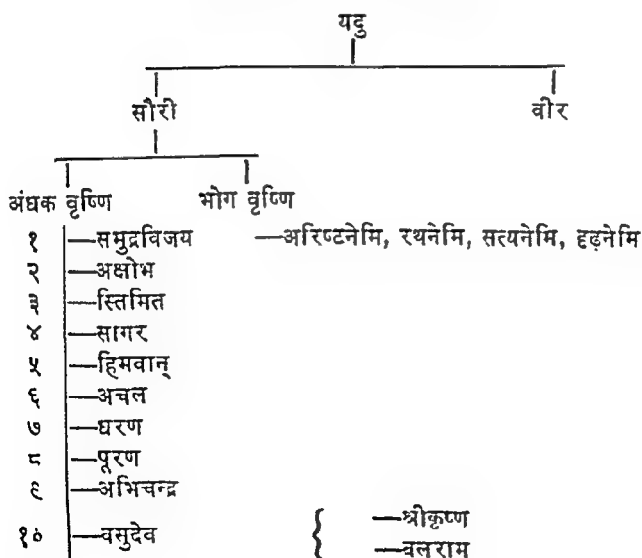 यदु
सौरी वीर
अंधक वृष्णि भोग वृष्णि
१ —समुद्रविजय —अरिष्टनेमि, रथनेमि, सत्यनेमि, दृढ़नेमि
२ —अक्षोभ
३ —स्तिमित
४ —सागर
५ —हिमवान्
६ —अचल
७ —धरण
८ —पूरण
९ —अभिचन्द्र
—श्रीकृष्ण
१० —वसुदेव {
—बलराम